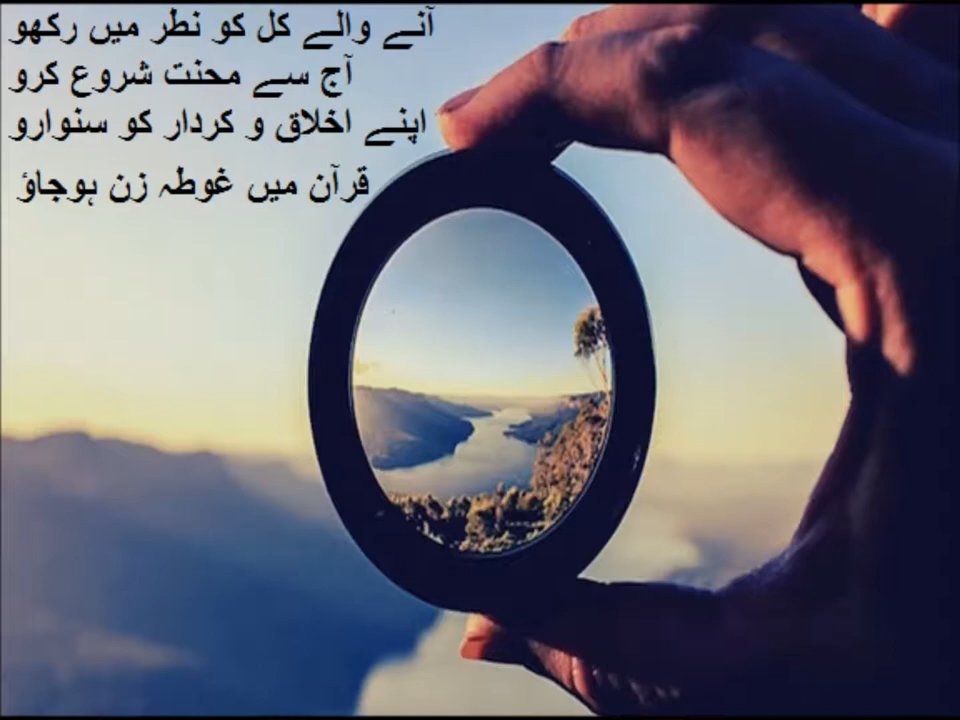 آنے والے کل کو نظر میں رکھو
آج سے محنت شروع کرو
اپنے اخلاق و کردار کو سنوارو
قرآن میں غوطہ زن ہوجاؤ